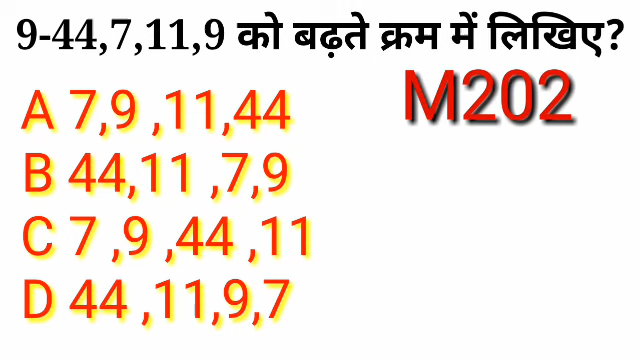 9-44,7,11,9 को बढ़ते क्रम में लिखिए?
M202
A 7,9 ,11,44
B 44,11 ,7,9
C 7 ,9 ,44 ,11
D 44 ,11,9,7